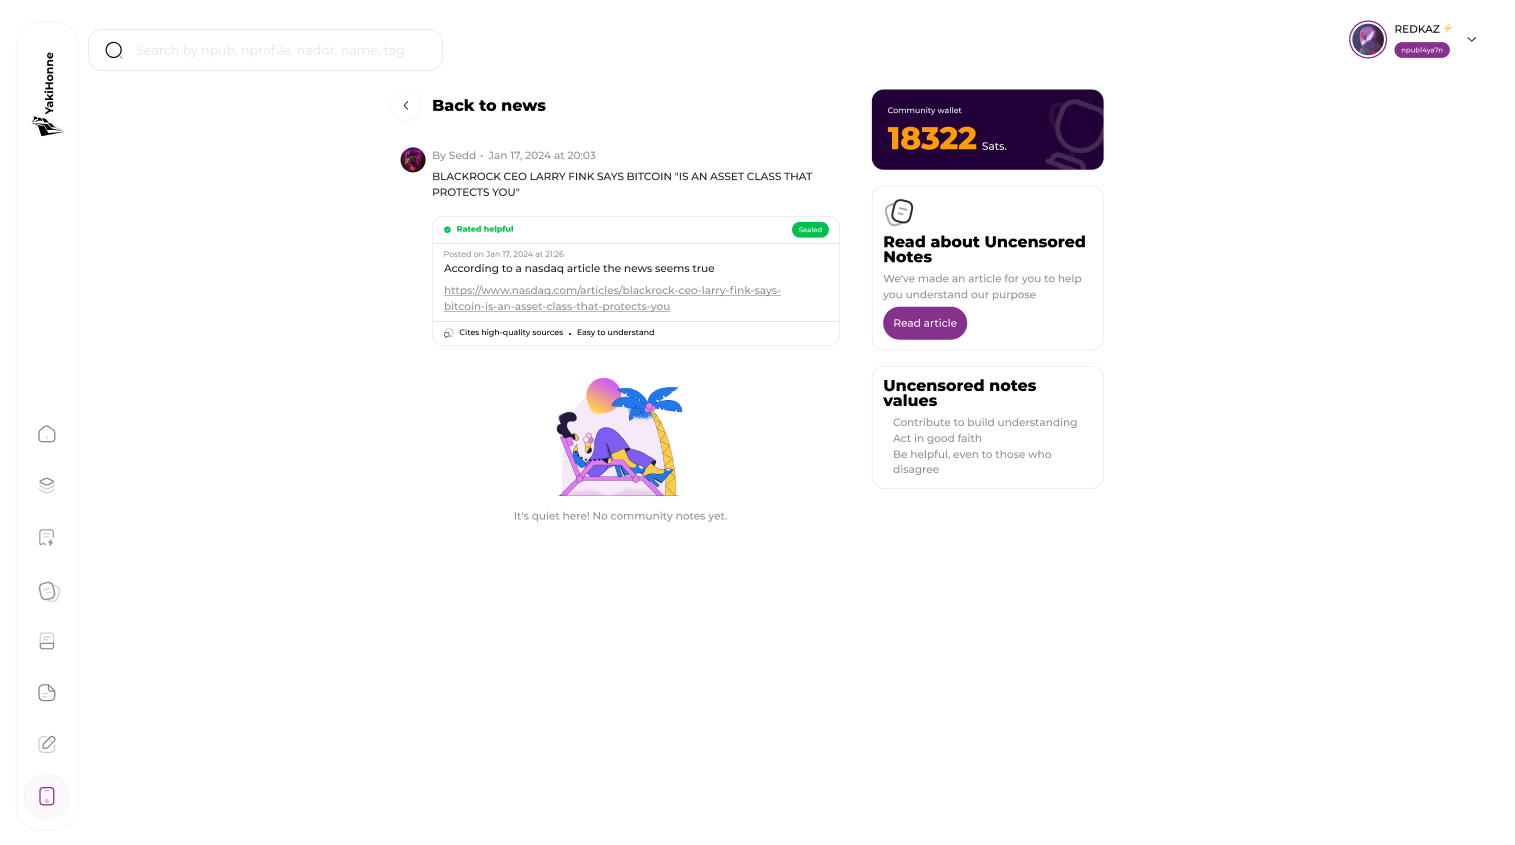 YakiHonne
Search by npub, nprofile, naddr, name, tag
REDKAZ ⚡
npub14ya7n
Back to news
By Sedd • Jan 17, 2024 at 20:03
BLACKROCK CEO LARRY FINK SAYS BITCOIN "IS AN ASSET CLASS THAT
PROTECTS YOU"
Rated helpful
Sealed
Posted on Jan 17, 2024 at 21:26
According to a nasdaq article the news seems true
https://www.nasdaq.com/articles/blackrock-ceo-larry-fink-says-
bitcoin-is-an-asset-class-that-protects-you
Cites high-quality sources • Easy to understand
It's quiet here! No community notes yet.
Community wallet
18322 Sats.
Read about Uncensored
Notes
We've made an article for you to help
you understand our purpose
Read article
Uncensored notes
values
Contribute to build understanding
Act in good faith
Be helpful, even to those who
disagree